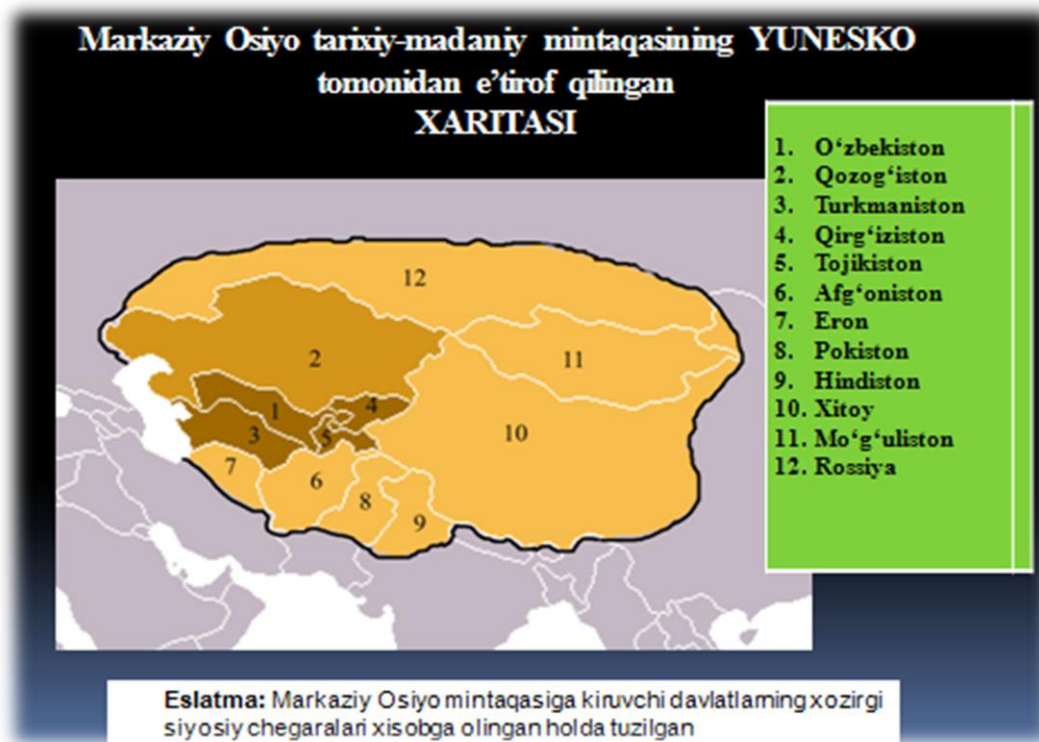 Markaziy Osiyo tarixiy-madaniy mintaqasining YUNESKO
tomonidan e’tirof qilingan
XARITASI
1. O‘zbekiston
2. Qozog‘iston
3. Turkmaniston
4. Qirg‘iziston
5. Tojikiston
6. Afg‘oniston
7. Eron
8. Pokiston
9. Hindiston
10. Xitoy
11. Mo‘g‘uliston
12. Rossiya
12
2
11
1
4
3
5
10
7
6
8
9
Eslatma: Markaziy Osiyo mintaqasiga kiruvchi davlatlarning xozirgi
siyosiy chegaralari xisobga olingan holda tuzilgan